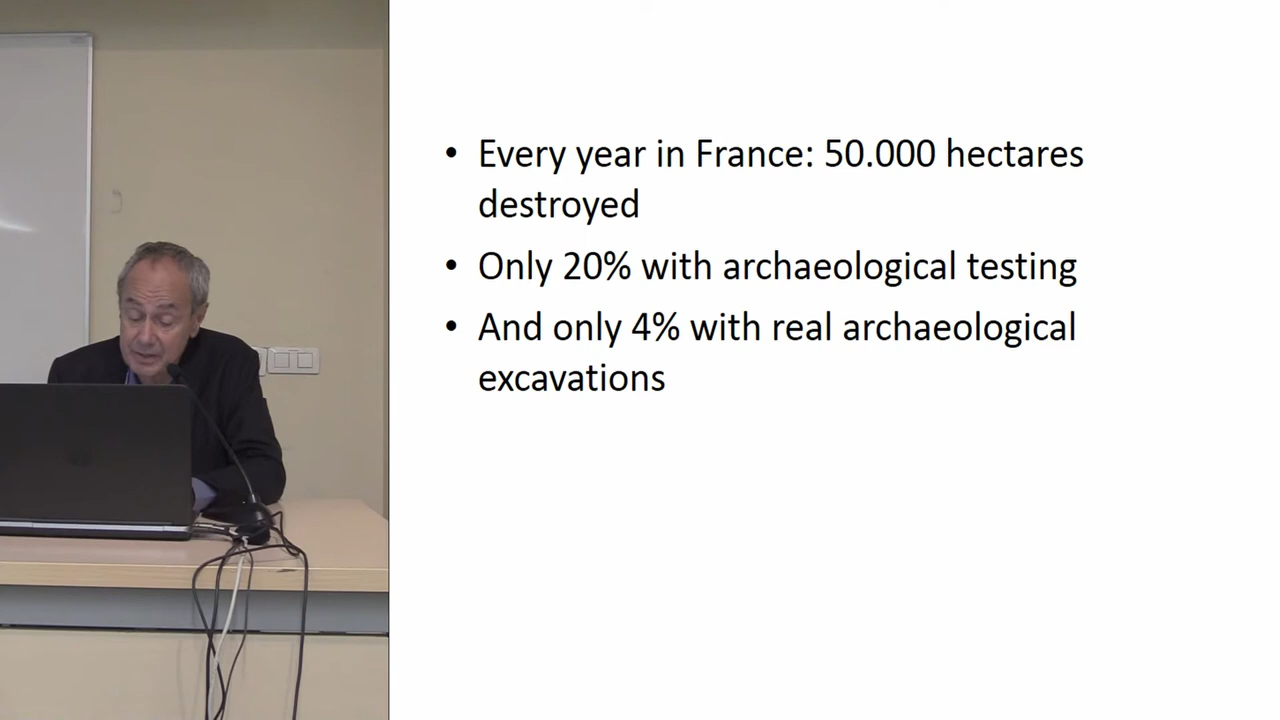 • Every year in France: 50.000 hectares
destroyed
• Only 20% with archaeological testing
• And only 4% with real archaeological
excavations